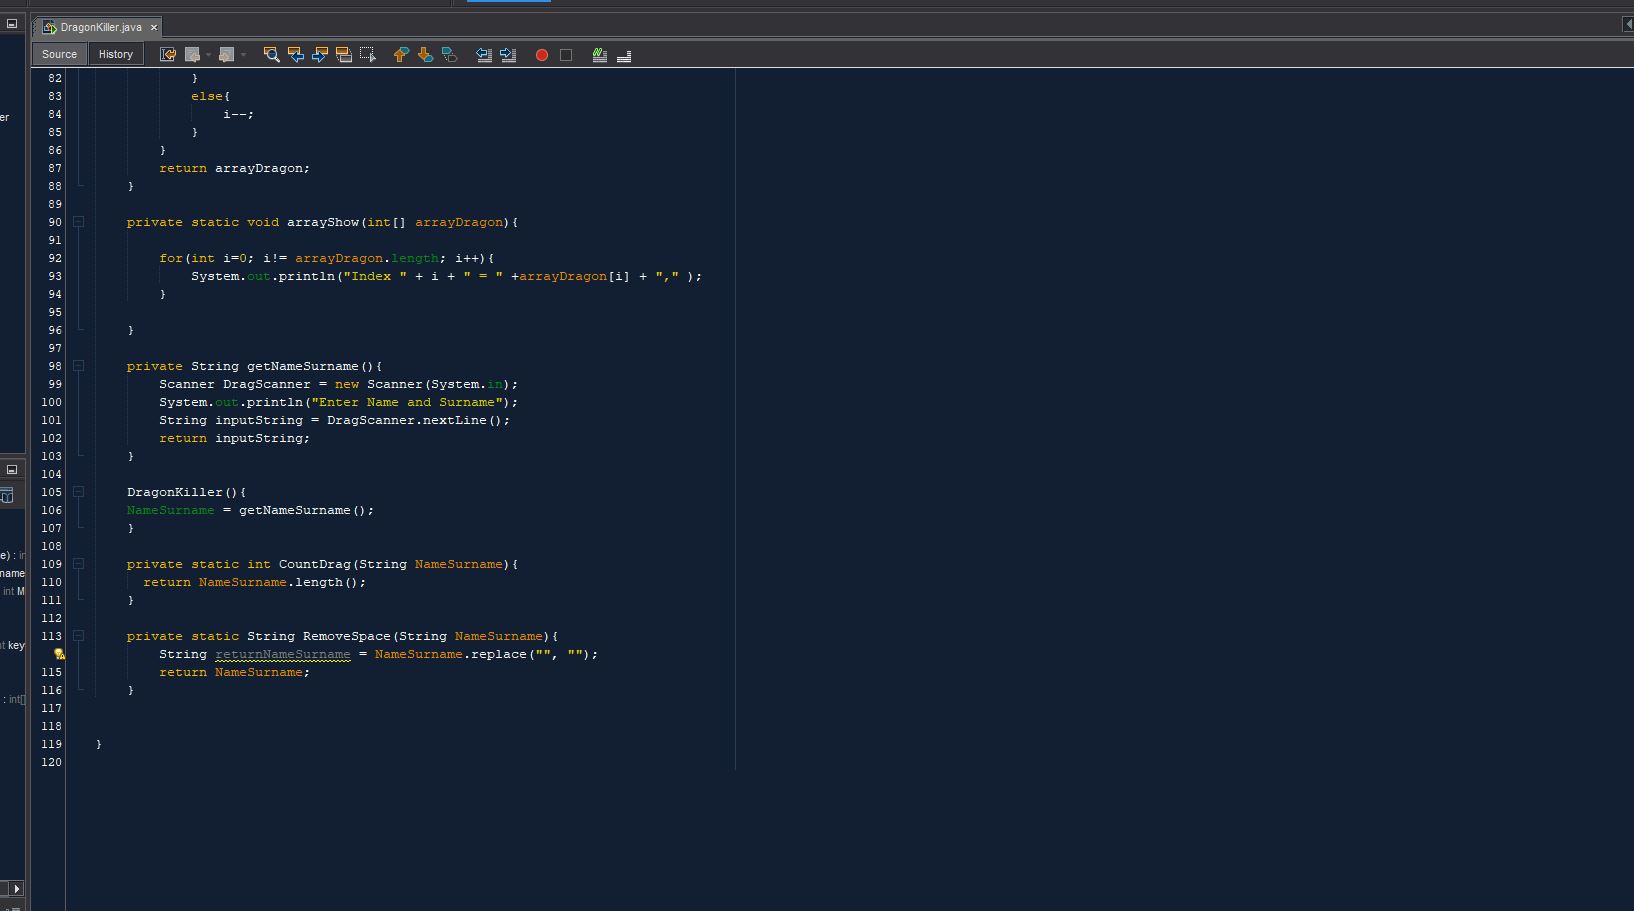 DragonKiller.java ×
Source History
82 }
83 else{
er
84 i--;
85 }
86 }
87 return arrayDragon;
88 }
89
90 private static void arrayShow(int[] arrayDragon){
91
92 for(int i=0; i!= arrayDragon.length; i++){
93 System.out.println("Index " + i + " = " +arrayDragon[i] + "," );
94 }
95
96 }
97
98 private String getNameSurname(){
99 Scanner DragScanner = new Scanner(System.in);
100 System.out.println("Enter Name and Surname");
101 String inputString = DragScanner.nextLine();
102 return inputString;
103 }
104
105 DragonKiller(){
106 NameSurname = getNameSurname();
107 }
108
e) : in
109 private static int CountDrag(String NameSurname){
name
110 return NameSurname.length();
int M
111 }
112
113 private static String RemoveSpace(String NameSurname){
nt key
String returnNameSurname = NameSurname.replace("", "");
115 return NameSurname;
116 }
: int[]
117
118
119 }
120